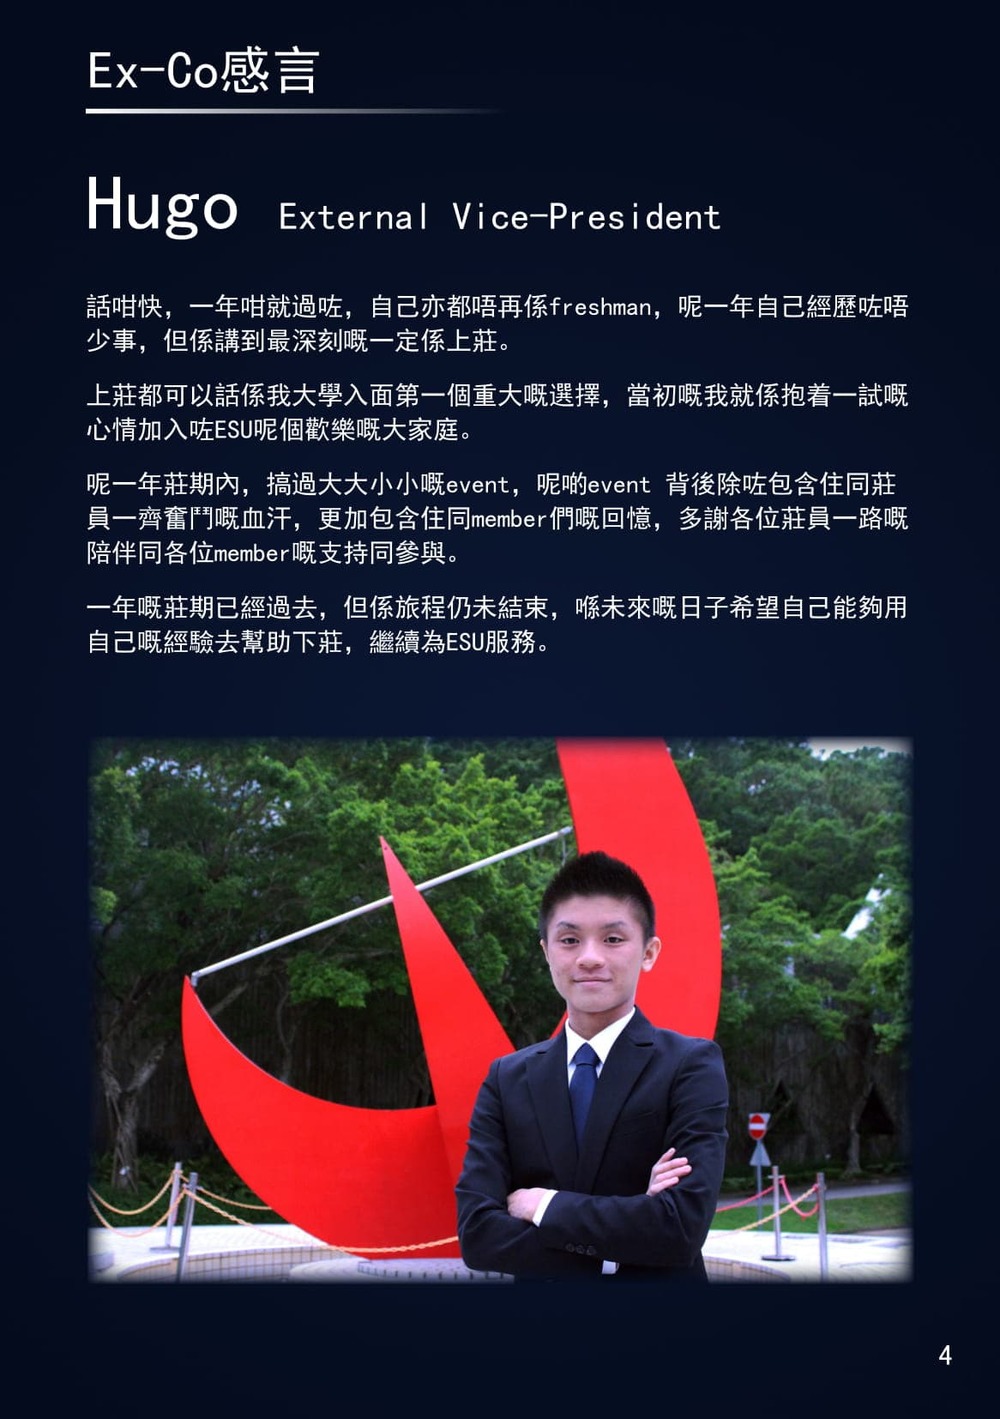 Ex-Co感言
Hugo External Vice-President
話咁快，一年咁就過咗，自己亦都唔再係freshman，呢一年自己經歷咗唔
少事，但係講到最深刻嘅一定係上莊。
上莊都可以話係我大學入面第一個重大嘅選擇，當初嘅我就係抱着一試嘅
心情加入咗ESU呢個歡樂嘅大家庭。
呢一年莊期內，搞過大大小小嘅event，呢啲event 背後除咗包含住同莊
員一齊奮鬥嘅血汗，更加包含住同member們嘅回憶，多謝各位莊員一路嘅
陪伴同各位member嘅支持同參與。
一年嘅莊期已經過去，但係旅程仍未結束，喺未來嘅日子希望自己能夠用
自己嘅經驗去幫助下莊，繼續為ESU服務。
4